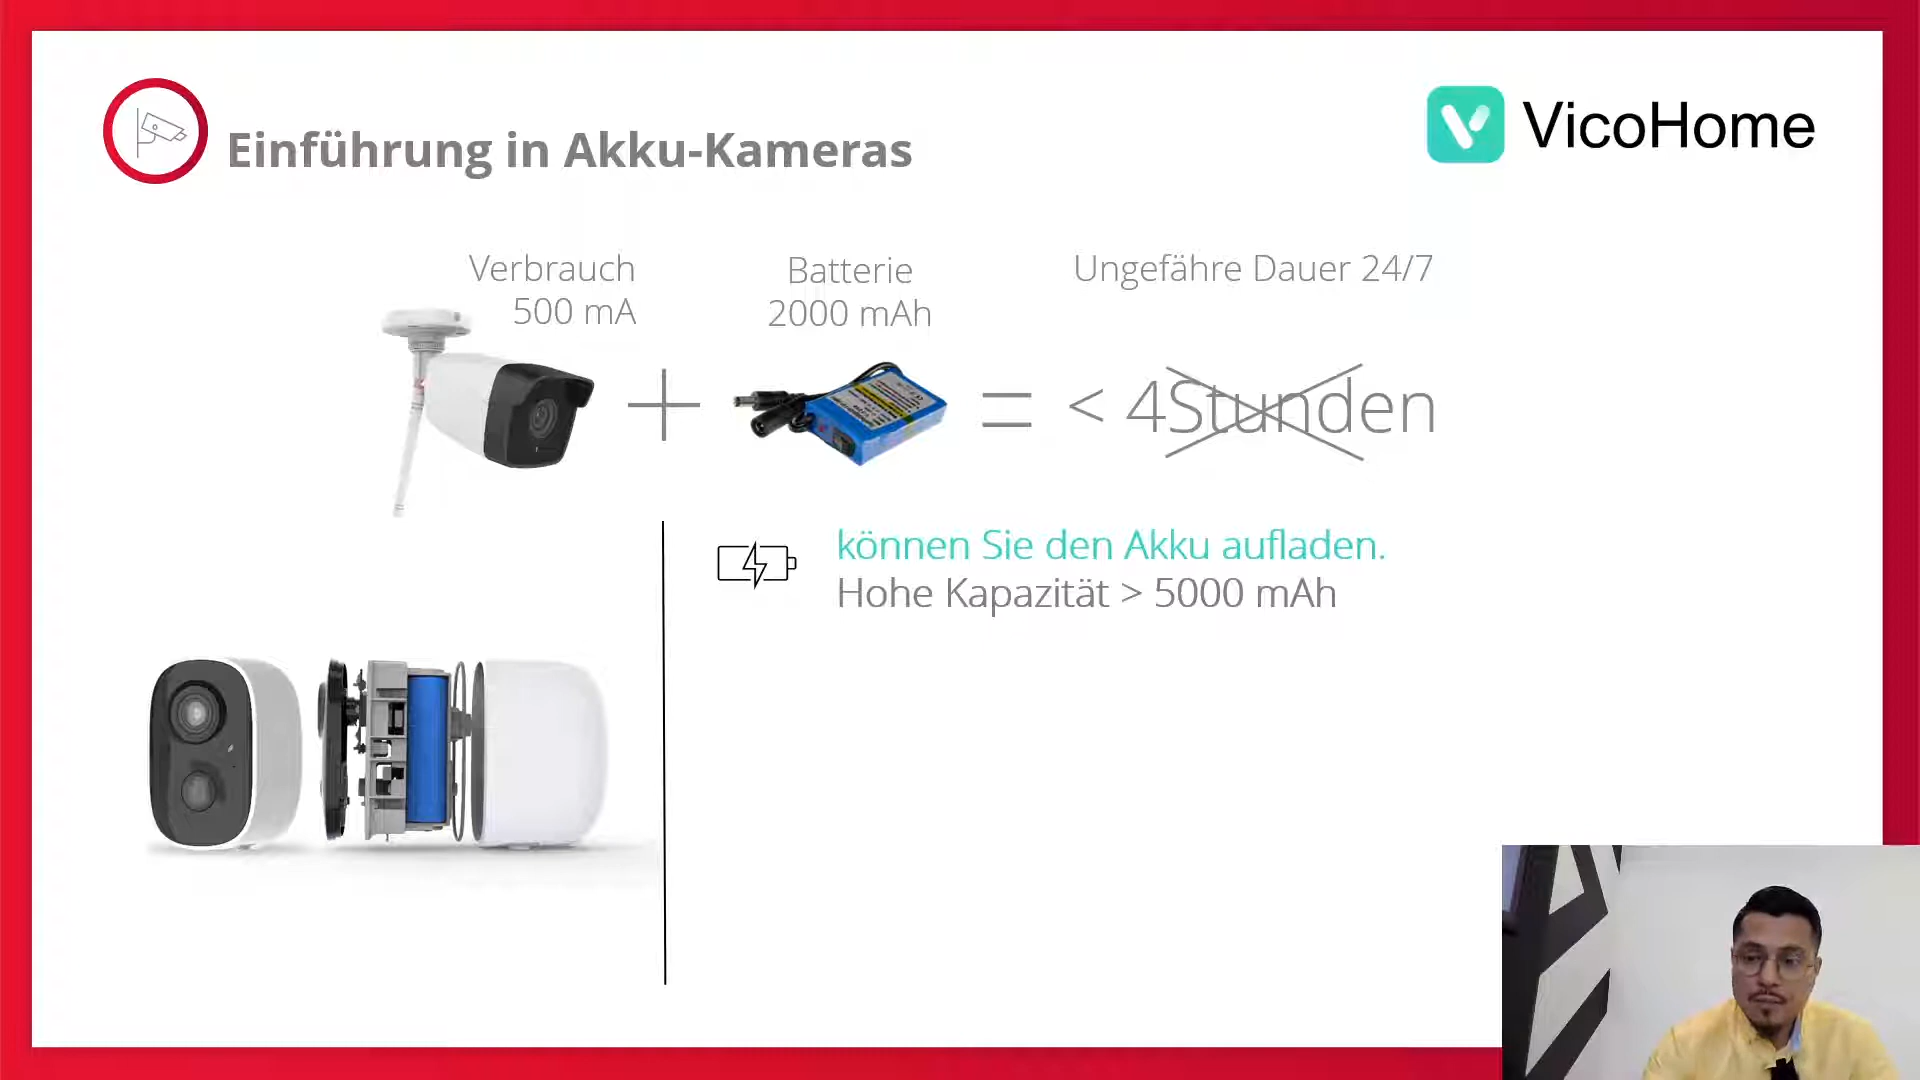 Einführung in Akku-Kameras
VicoHome
Verbrauch
500 mA
Batterie
2000 mAh
Ungefähre Dauer 24/7
< 4Stunden
können Sie den Akku aufladen.
Hohe Kapazität > 5000 mAh